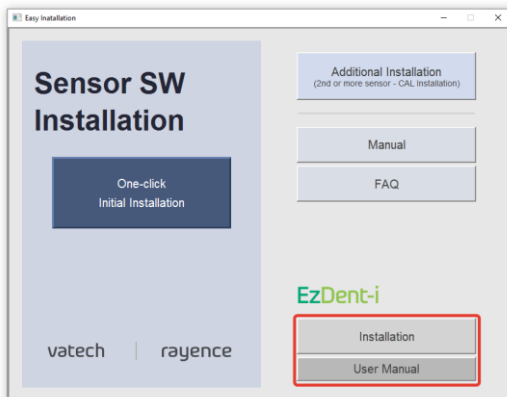 Easy Inatallation
Sensor SW
Installation
One-click
Initial Installation
vatech | rayence
Additional Installation
(2nd or more sensor - CAL Installation)
Manual
FAQ
EzDent-i
Installation
User Manual